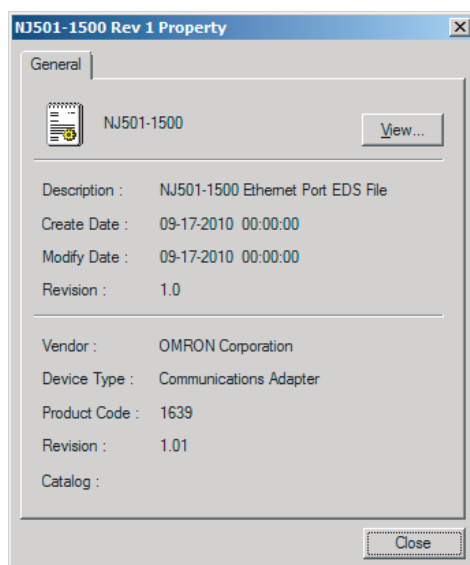 NJ501-1500 Rev 1 Property
General
NJ501-1500
View...
Description : NJ501-1500 Ethernet Port EDS File
Create Date : 09-17-2010 00:00:00
Modify Date : 09-17-2010 00:00:00
Revision : 1.0
Vendor : OMRON Corporation
Device Type : Communications Adapter
Product Code : 1639
Revision : 1.01
Catalog :
Close